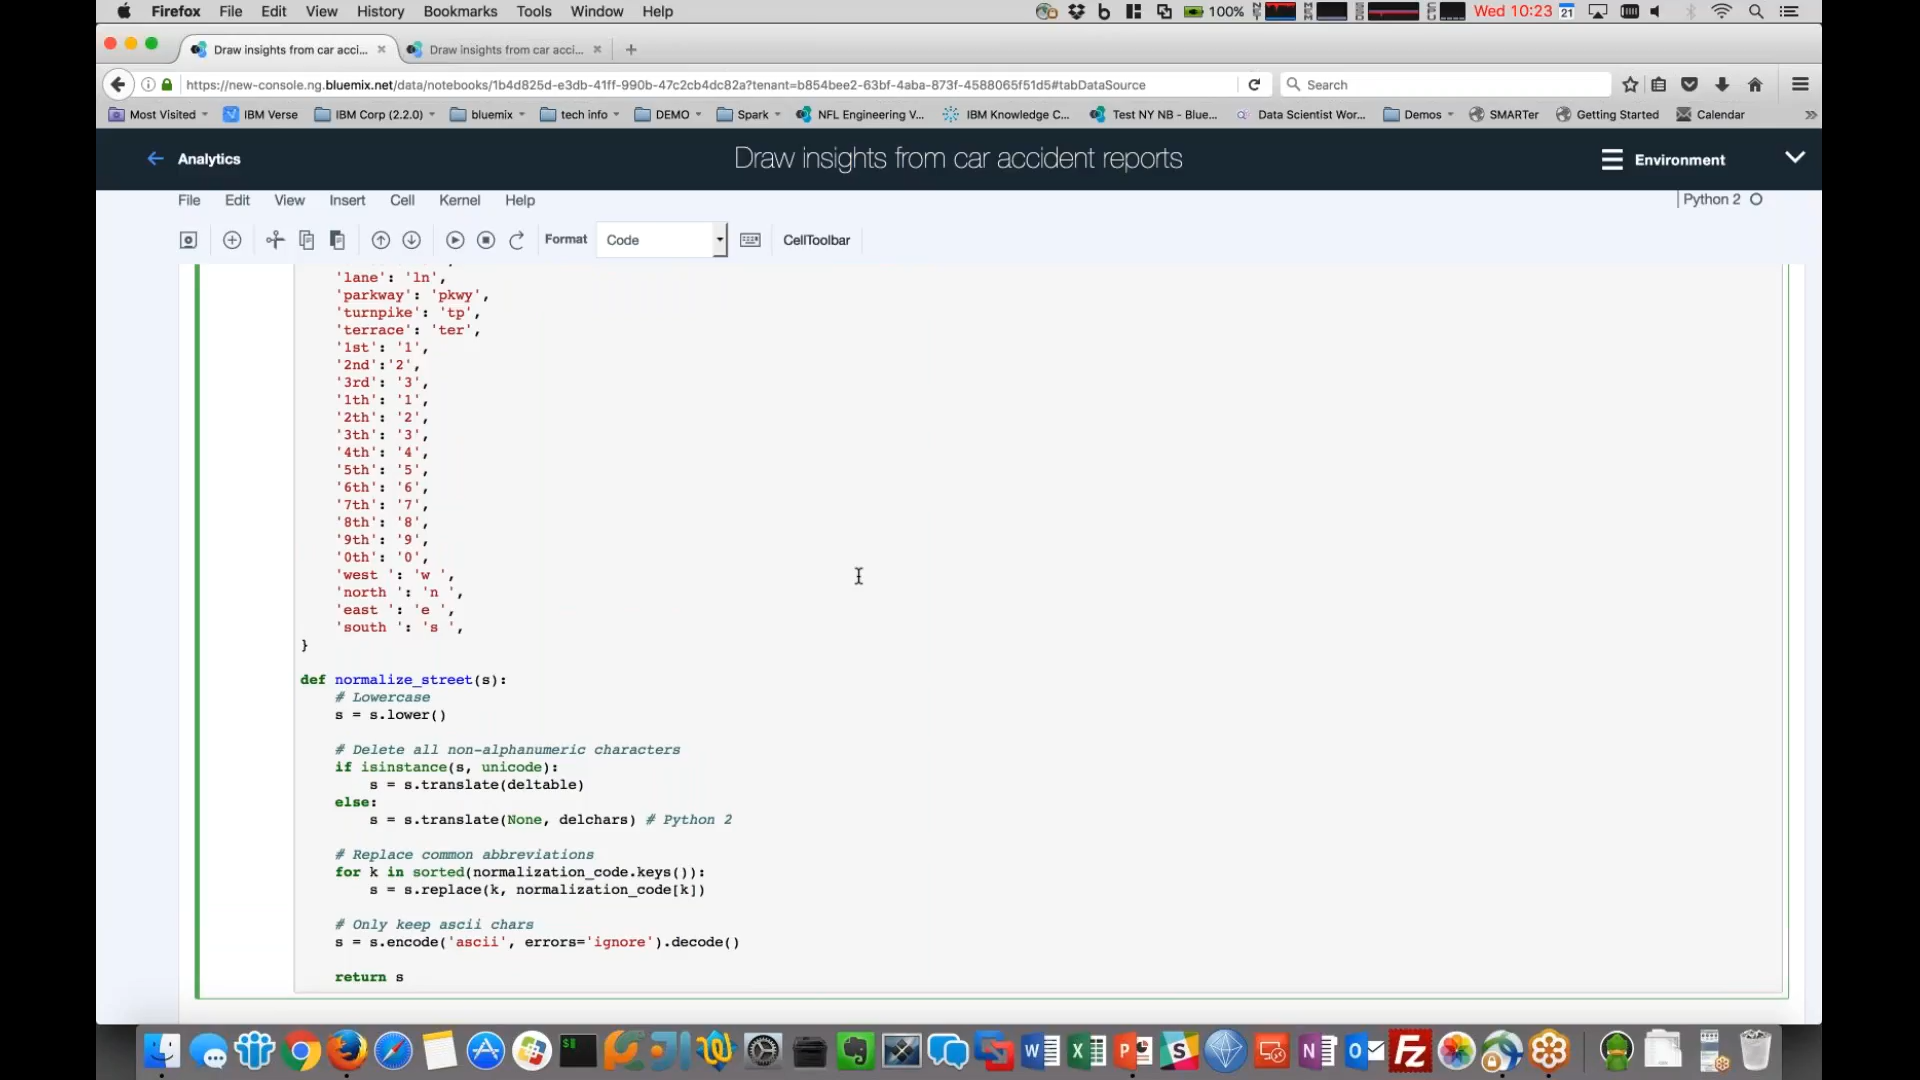 Firefox File Edit View History Bookmarks Tools Window Help 100% Wed 10:23 21
Draw insights from car acci... × Draw insights from car acci... × +
https://new-console.ng.bluemix.net/data/notebooks/1b4d825d-e3db-41ff-990b-47c2cb4dc82a?tenant=b854bee2-63bf-4aba-873f-4588065f51d5#tabDataSource Search
Most Visited IBM Verse IBM Corp (2.2.0) bluemix tech info DEMO Spark NFL Engineering V... IBM Knowledge C... Test NY NB - Blue... Data Scientist Wor... Demos SMARTer Getting Started Calendar »
Analytics Draw insights from car accident reports Environment
File Edit View Insert Cell Kernel Help Python 2
Format Code CellToolbar
'lane': 'ln',
'parkway': 'pkwy',
'turnpike': 'tp',
'terrace': 'ter',
'1st': '1',
'2nd':'2',
'3rd': '3',
'1th': '1',
'2th': '2',
'3th': '3',
'4th': '4',
'5th': '5',
'6th': '6',
'7th': '7',
'8th': '8',
'9th': '9',
'0th': '0',
'west ': 'w ',
'north ': 'n ',
'east ': 'e ',
'south ': 's ',
}
def normalize_street(s):
# Lowercase
s = s.lower()
# Delete all non-alphanumeric characters
if isinstance(s, unicode):
s = s.translate(deltable)
else:
s = s.translate(None, delchars) # Python 2
# Replace common abbreviations
for k in sorted(normalization_code.keys()):
s = s.replace(k, normalization_code[k])
# Only keep ascii chars
s = s.encode('ascii', errors='ignore').decode()
return s